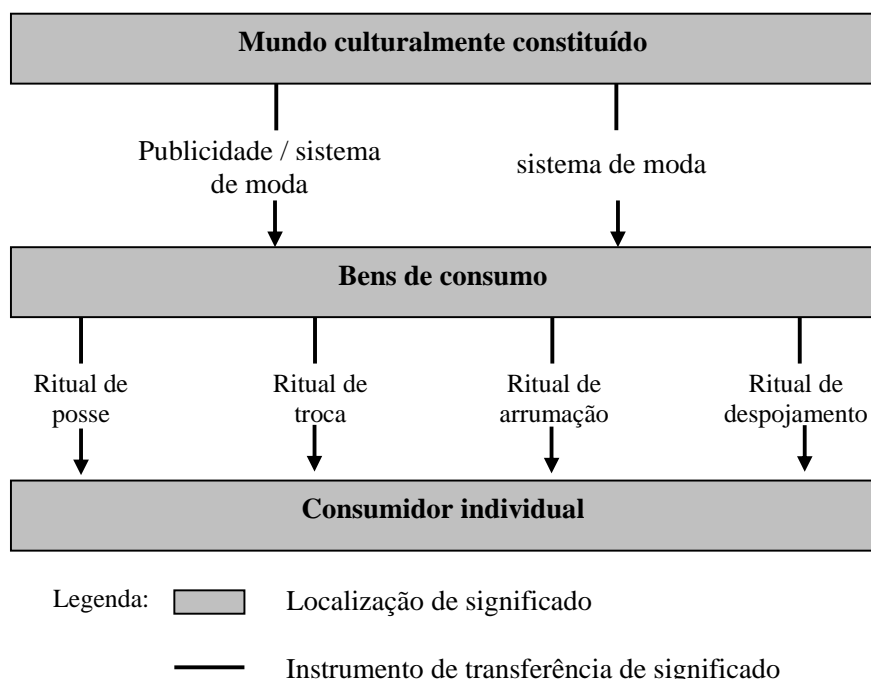 Mundo culturalmente constituído
Publicidade / sistema
de moda
sistema de moda
Bens de consumo
Ritual de
posse
Ritual de
troca
Ritual de
arrumação
Ritual de
despojamento
Consumidor individual
Legenda:
Localização de significado
Instrumento de transferência de significado